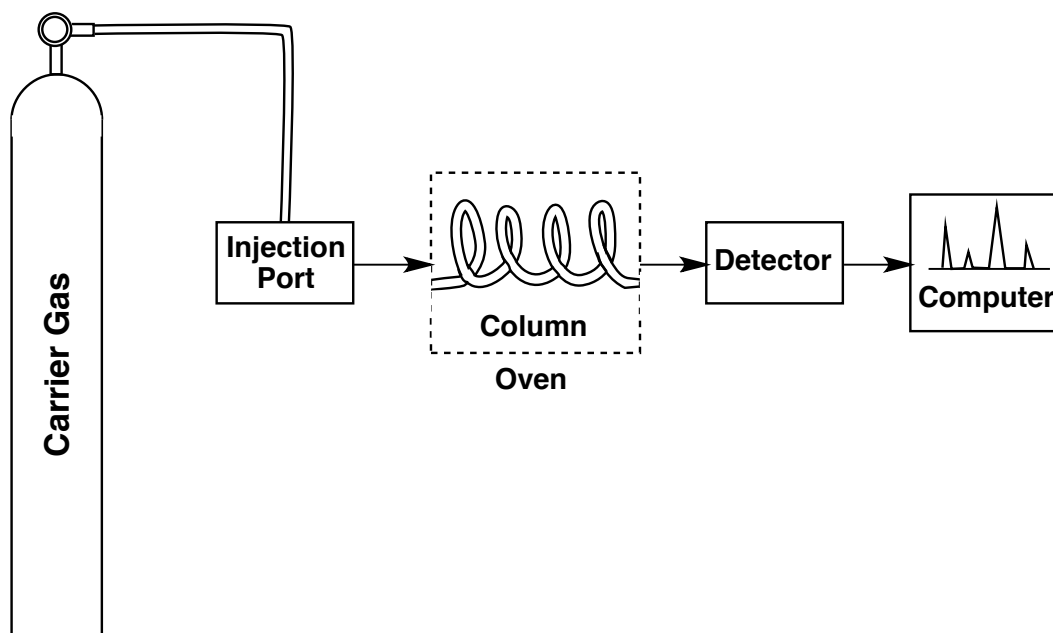 Carrier Gas
Injection
Port
Column
Oven
Detector
Computer